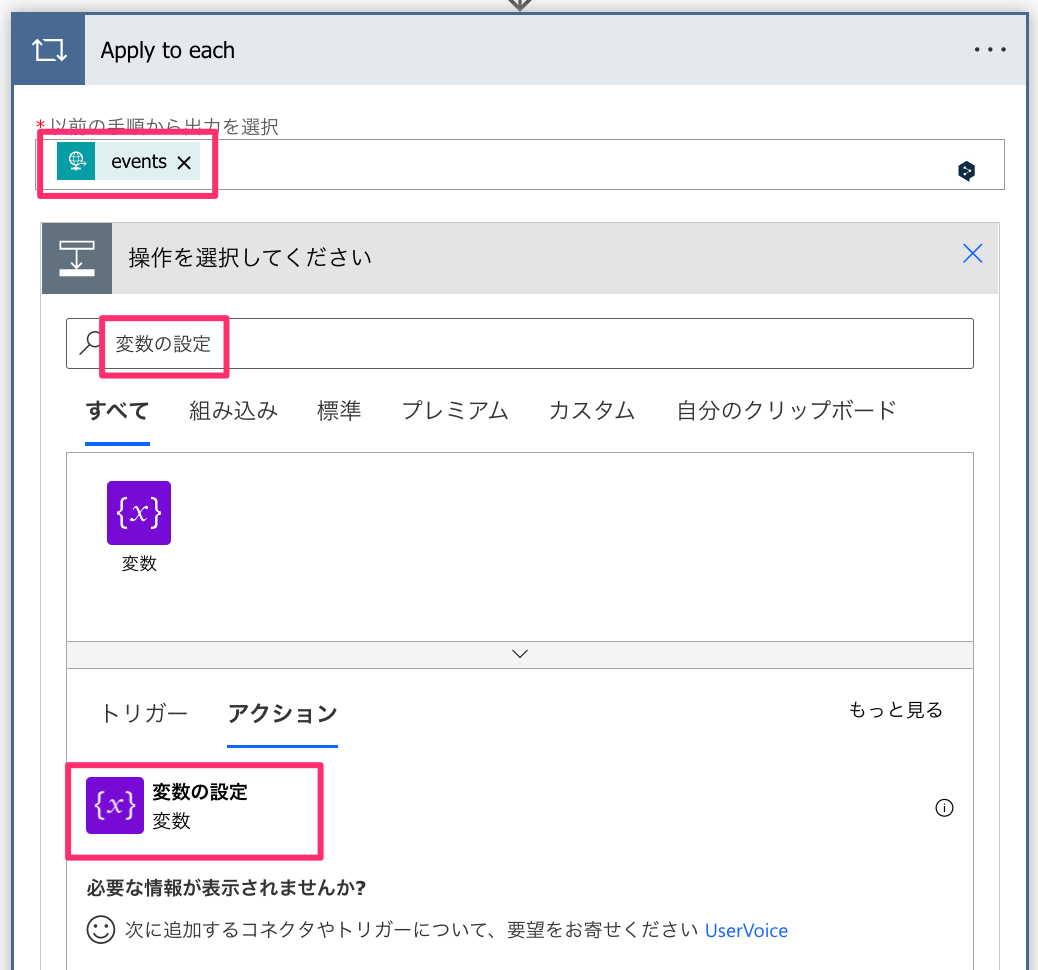 Apply to each
* 以前の手順から出力を選択
events
操作を選択してください
変数の設定
すべて 組み込み 標準 プレミアム カスタム 自分のクリップボード
{x}
変数
トリガー アクション もっと見る
{x} 変数の設定
変数
必要な情報が表示されませんか?
次に追加するコネクタやトリガーについて、要望をお寄せください UserVoice